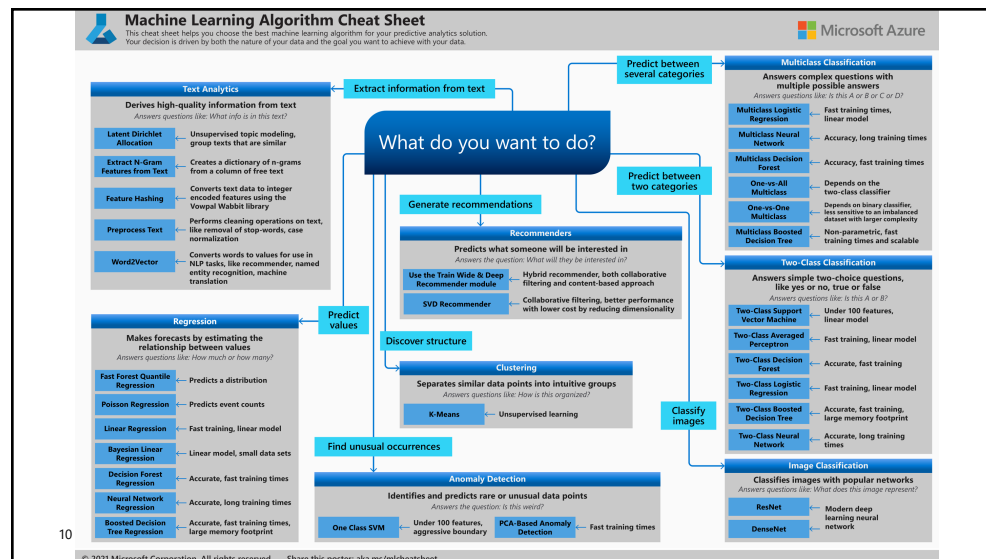 Machine Learning Algorithm Cheat Sheet
This cheat sheet helps you choose the best machine learning algorithm for your predictive analytics solution.
Your decision is driven by both the nature of your data and the goal you want to achieve with your data.
Microsoft Azure
What do you want to do?
Extract information from text
Text Analytics
Derives high-quality information from text
Answers questions like: What info is in this text?
Latent Dirichlet
Allocation
Unsupervised topic modeling,
group texts that are similar
Extract N-Gram
Features from Text
Creates a dictionary of n-grams
from a column of free text
Feature Hashing
Converts text data to integer
encoded features using the
Vowpal Wabbit library
Preprocess Text
Performs cleaning operations on text,
like removal of stop-words, case
normalization
Word2Vector
Converts words to values for use in
NLP tasks, like recommender, named
entity recognition, machine
translation
Predict
values
Regression
Makes forecasts by estimating the
relationship between values
Answers questions like: How much or how many?
Fast Forest Quantile
Regression
Predicts a distribution
Poisson Regression
Predicts event counts
Linear Regression
Fast training, linear model
Bayesian Linear
Regression
Linear model, small data sets
Decision Forest
Regression
Accurate, fast training times
Neural Network
Regression
Accurate, long training times
Boosted Decision
Tree Regression
Accurate, fast training times,
large memory footprint
Generate recommendations
Recommenders
Predicts what someone will be interested in
Answers the question: What will they be interested in?
Use the Train Wide & Deep
Recommender module
Hybrid recommender, both collaborative
filtering and content-based approach
SVD Recommender
Collaborative filtering, better performance
with lower cost by reducing dimensionality
Discover structure
Clustering
Separates similar data points into intuitive groups
Answers questions like: How is this organized?
K-Means
Unsupervised learning
Find unusual occurrences
Anomaly Detection
Identifies and predicts rare or unusual data points
Answers the question: Is this weird?
One Class SVM
Under 100 features,
aggressive boundary
PCA-Based Anomaly
Detection
Fast training times
Predict between
several categories
Multiclass Classification
Answers complex questions with
multiple possible answers
Answers questions like: Is this A or B or C or D?
Multiclass Logistic
Regression
Fast training times,
linear model
Multiclass Neural
Network
Accuracy, long training times
Multiclass Decision
Forest
Accuracy, fast training times
One-vs-All
Multiclass
Depends on the
two-class classifier
One-vs-One
Multiclass
Depends on binary classifier,
less sensitive to an imbalanced
dataset with larger complexity
Multiclass Boosted
Decision Tree
Non-parametric, fast
training times and scalable
Predict between
two categories
Two-Class Classification
Answers simple two-choice questions,
like yes or no, true or false
Answers questions like: Is this A or B?
Two-Class Support
Vector Machine
Under 100 features,
linear model
Two-Class Averaged
Perceptron
Fast training, linear model
Two-Class Decision
Forest
Accurate, fast training
Two-Class Logistic
Regression
Fast training, linear model
Two-Class Boosted
Decision Tree
Accurate, fast training,
large memory footprint
Two-Class Neural
Network
Accurate, long training
times
Classify
images
Image Classification
Classifies images with popular networks
Answers questions like: What does this image represent?
ResNet
DenseNet
Modern deep
learning neural
network
10
© 2021 Microsoft Corporation. All rights reserved. Share this poster: aka.ms/mlcheatsheet